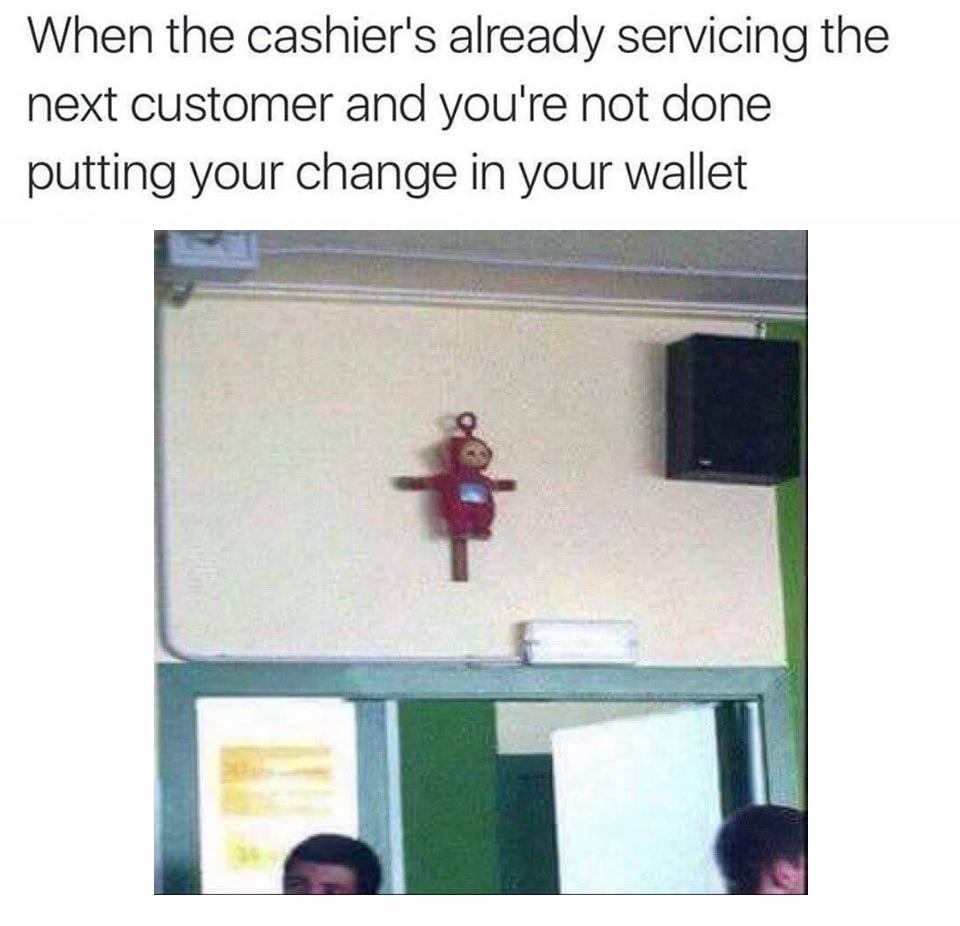 When the cashier's already servicing the
next customer and you're not done
putting your change in your wallet